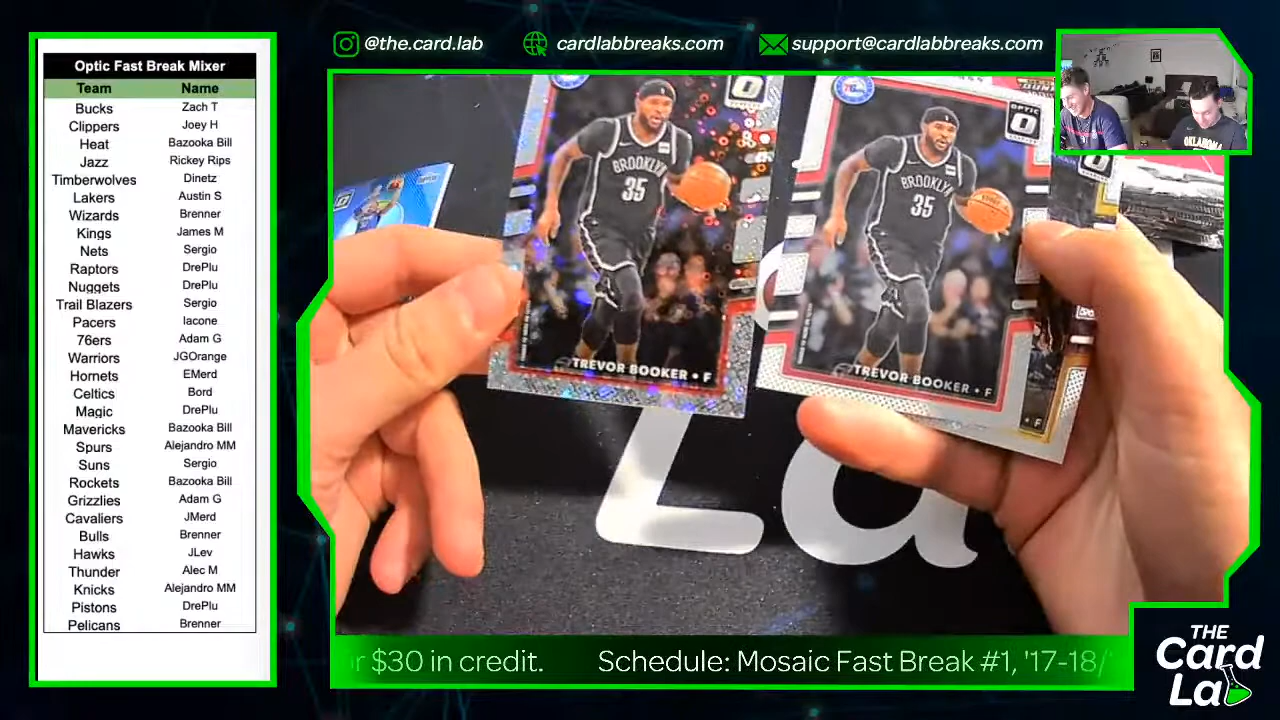 Optic Fast Break Mixer
Team Name
Bucks Zach T
Clippers Joey H
Heat Bazooka Bill
Jazz Rickey Rips
Timberwolves Dinetz
Lakers Austin S
Wizards Brenner
Kings James M
Nets Sergio
Raptors DrePlu
Nuggets DrePlu
Trail Blazers Sergio
Pacers Iacone
76ers Adam G
Warriors JGOrange
Hornets EMerd
Celtics Bord
Magic DrePlu
Mavericks Bazooka Bill
Spurs Alejandro MM
Suns Sergio
Rockets Bazooka Bill
Grizzlies Adam G
Cavaliers JMerd
Bulls Brenner
Hawks JLev
Thunder Alec M
Knicks Alejandro MM
Pistons DrePlu
Pelicans Brenner
@the.card.lab
cardlabbreaks.com
support@cardlabbreaks.com
BROOKLYN
35
TREVOR BOOKER • F
OPTIC
BROOKLYN
35
TREVOR BOOKER • F
• F
OKLAHOMA
La
r $30 in credit. Schedule: Mosaic Fast Break #1, '17-18/
THE
Card
Lab